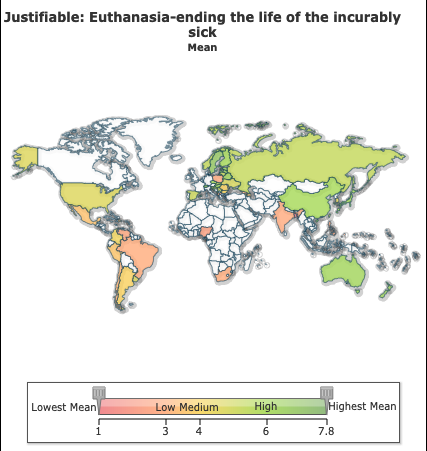 Justifiable: Euthanasia-ending the life of the incurably
sick
Mean
Lowest Mean Low Medium High Highest Mean
1 3 4 6 7.8